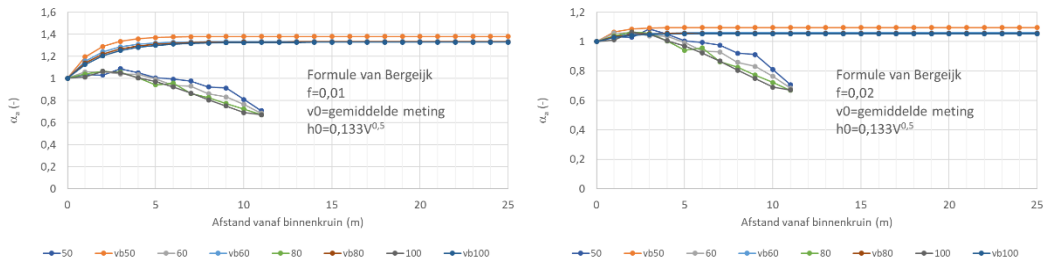 1,6
1,4
1,2
1
0,8
0,6
0,4
0,2
0
αa (-)
0 5 10 15 20 25
Afstand vanaf binnenkruin (m)
Formule van Bergeijk
f=0,01
v0=gemiddelde meting
h0=0,133V0,5
50 vb50 60 vb60 80 vb80 100 vb100
1,2
1
0,8
0,6
0,4
0,2
0
αa (-)
0 5 10 15 20 25
Afstand vanaf binnenkruin (m)
Formule van Bergeijk
f=0,02
v0=gemiddelde meting
h0=0,133V0,5
50 vb50 60 vb60 80 vb80 100 vb100